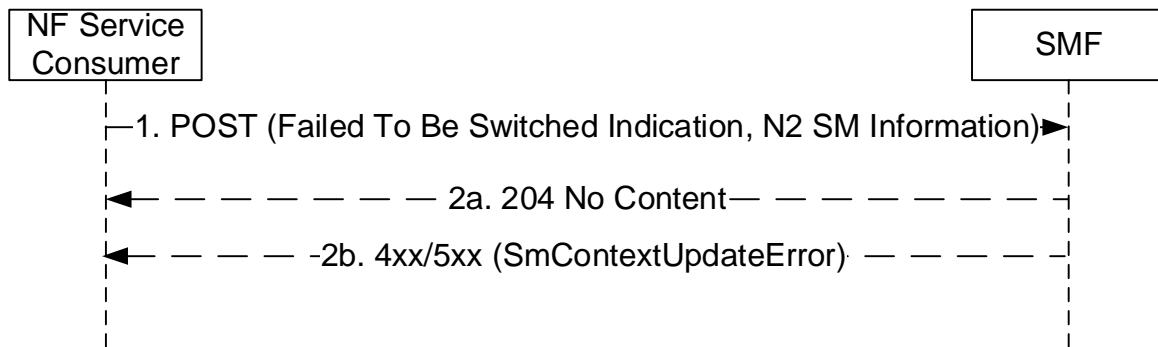 NF Service
Consumer
SMF
1. POST (Failed To Be Switched Indication, N2 SM Information)
2a. 204 No Content
2b. 4xx/5xx (SmContextUpdateError)